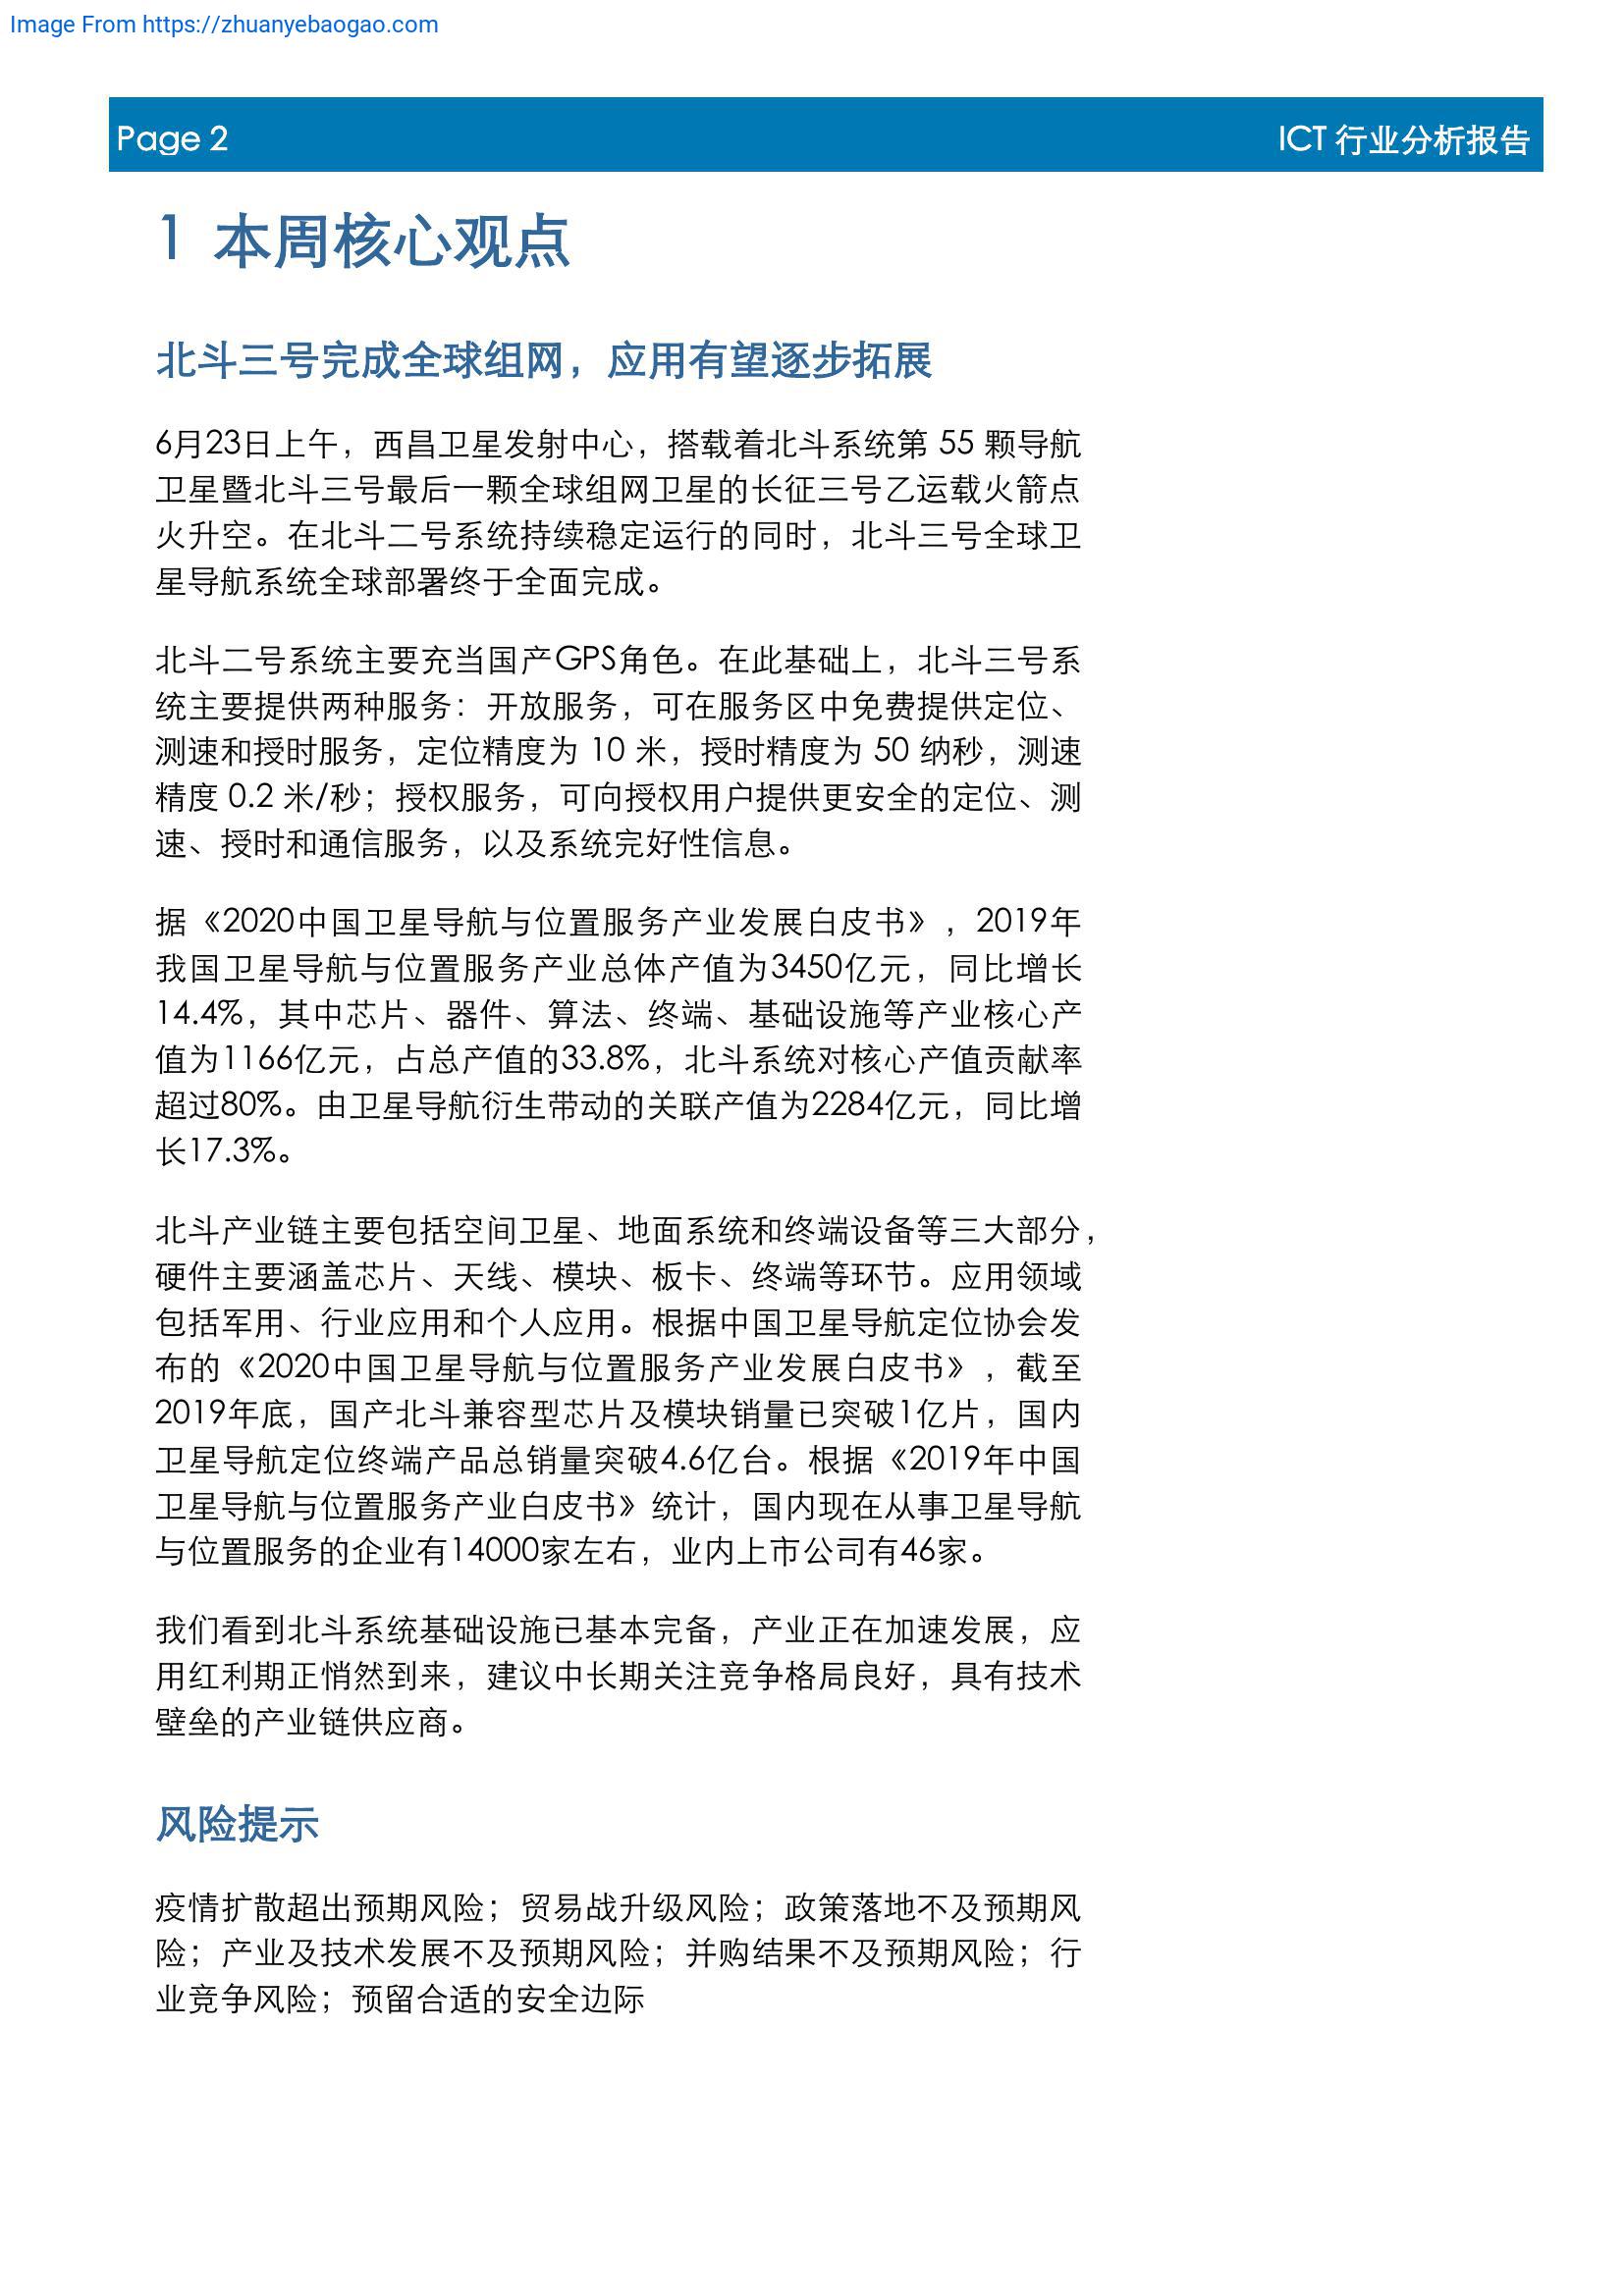 Image From https://zhuanyebaogao.com
Page 2
ICT 行业分析报告
1 本周核心观点
北斗三号完成全球组网，应用有望逐步拓展
6月23日上午，西昌卫星发射中心，搭载着北斗系统第 55 颗导航
卫星暨北斗三号最后一颗全球组网卫星的长征三号乙运载火箭点
火升空。在北斗二号系统持续稳定运行的同时，北斗三号全球卫
星导航系统全球部署终于全面完成。
北斗二号系统主要充当国产GPS角色。在此基础上，北斗三号系
统主要提供两种服务：开放服务，可在服务区中免费提供定位、
测速和授时服务，定位精度为 10 米，授时精度为 50 纳秒，测速
精度 0.2 米/秒；授权服务，可向授权用户提供更安全的定位、测
速、授时和通信服务，以及系统完好性信息。
据《2020中国卫星导航与位置服务产业发展白皮书》，2019年
我国卫星导航与位置服务产业总体产值为3450亿元，同比增长
14.4%，其中芯片、器件、算法、终端、基础设施等产业核心产
值为1166亿元，占总产值的33.8%，北斗系统对核心产值贡献率
超过80%。由卫星导航衍生带动的关联产值为2284亿元，同比增
长17.3%。
北斗产业链主要包括空间卫星、地面系统和终端设备等三大部分，
硬件主要涵盖芯片、天线、模块、板卡、终端等环节。应用领域
包括军用、行业应用和个人应用。根据中国卫星导航定位协会发
布的《2020中国卫星导航与位置服务产业发展白皮书》，截至
2019年底，国产北斗兼容型芯片及模块销量已突破1亿片，国内
卫星导航定位终端产品总销量突破4.6亿台。根据《2019年中国
卫星导航与位置服务产业白皮书》统计，国内现在从事卫星导航
与位置服务的企业有14000家左右，业内上市公司有46家。
我们看到北斗系统基础设施已基本完备，产业正在加速发展，应
用红利期正悄然到来，建议中长期关注竞争格局良好，具有技术
壁垒的产业链供应商。
风险提示
疫情扩散超出预期风险；贸易战升级风险；政策落地不及预期风
险；产业及技术发展不及预期风险；并购结果不及预期风险；行
业竞争风险；预留合适的安全边际